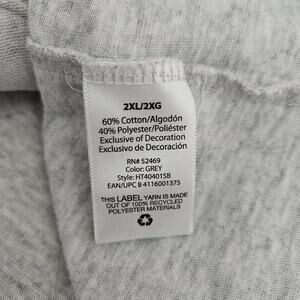 2XL/2XG
60% Cotton/Algodón
40% Polyester/Poliéster
Exclusive of Decoration
Exclusivo de Decoración
RN# 52469
Color: GREY
Style: HT404015B
EAN/UPC 8 4116001375
THIS LABEL YARN IS MADE
OUT OF 100% RECYCLED
POLYESTER MATERIALS